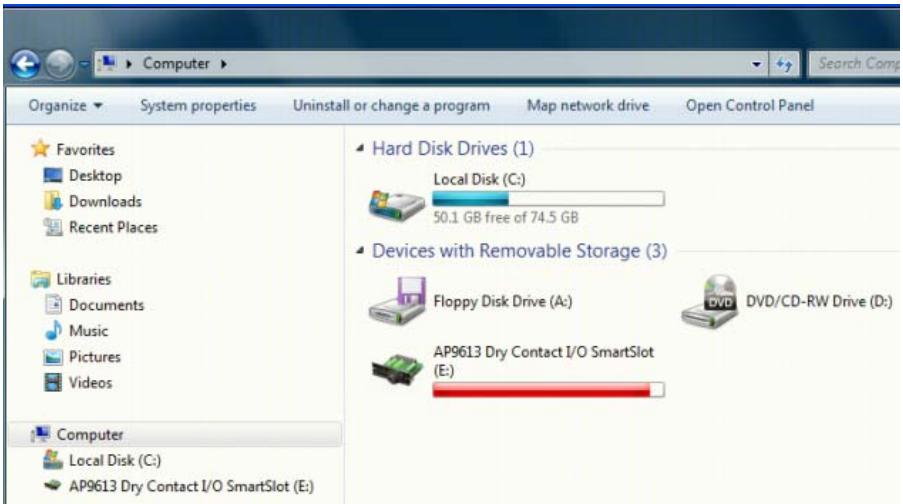 Computer
Search Comp
Organize
System properties
Uninstall or change a program
Map network drive
Open Control Panel
Favorites
Desktop
Downloads
Recent Places
Libraries
Documents
Music
Pictures
Videos
Computer
Local Disk (C:)
AP9613 Dry Contact I/O SmartSlot (E:)
Hard Disk Drives (1)
Local Disk (C:)
50.1 GB free of 74.5 GB
Devices with Removable Storage (3)
Floppy Disk Drive (A:)
DVD
DVD/CD-RW Drive (D:)
AP9613 Dry Contact I/O SmartSlot
(E:)